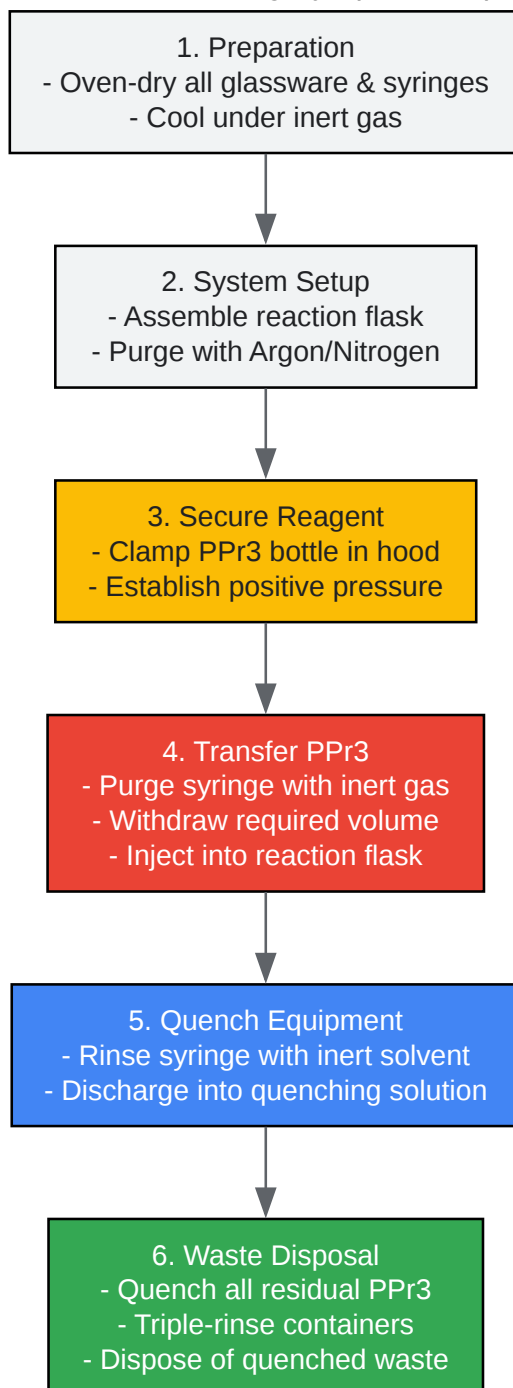 1. Preparation
- Oven-dry all glassware & syringes
- Cool under inert gas
2. System Setup
- Assemble reaction flask
- Purge with Argon/Nitrogen
3. Secure Reagent
- Clamp PPr3 bottle in hood
- Establish positive pressure
4. Transfer PPr3
- Purge syringe with inert gas
- Withdraw required volume
- Inject into reaction flask
5. Quench Equipment
- Rinse syringe with inert solvent
- Discharge into quenching solution
6. Waste Disposal
- Quench all residual PPr3
- Triple-rinse containers
- Dispose of quenched waste